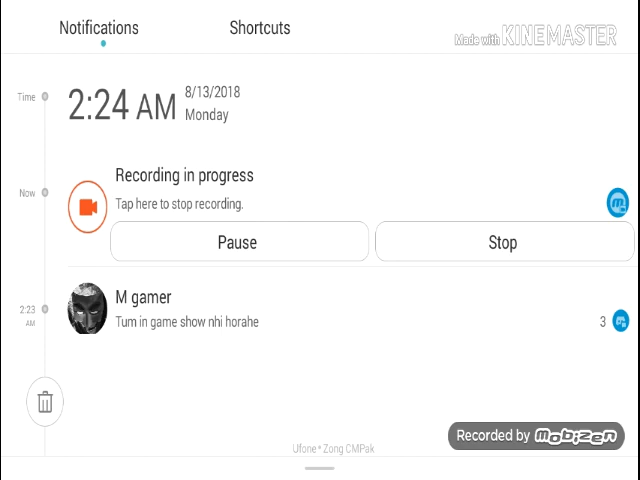 Notifications
Shortcuts
Made with KINEMASTER
Time
2:24 AM
8/13/2018
Monday
Now
Recording in progress
Tap here to stop recording.
Pause
Stop
2:23
AM
M gamer
Tum in game show nhi horahe
3
Recorded by mobizen
Ufone * Zong CMPak